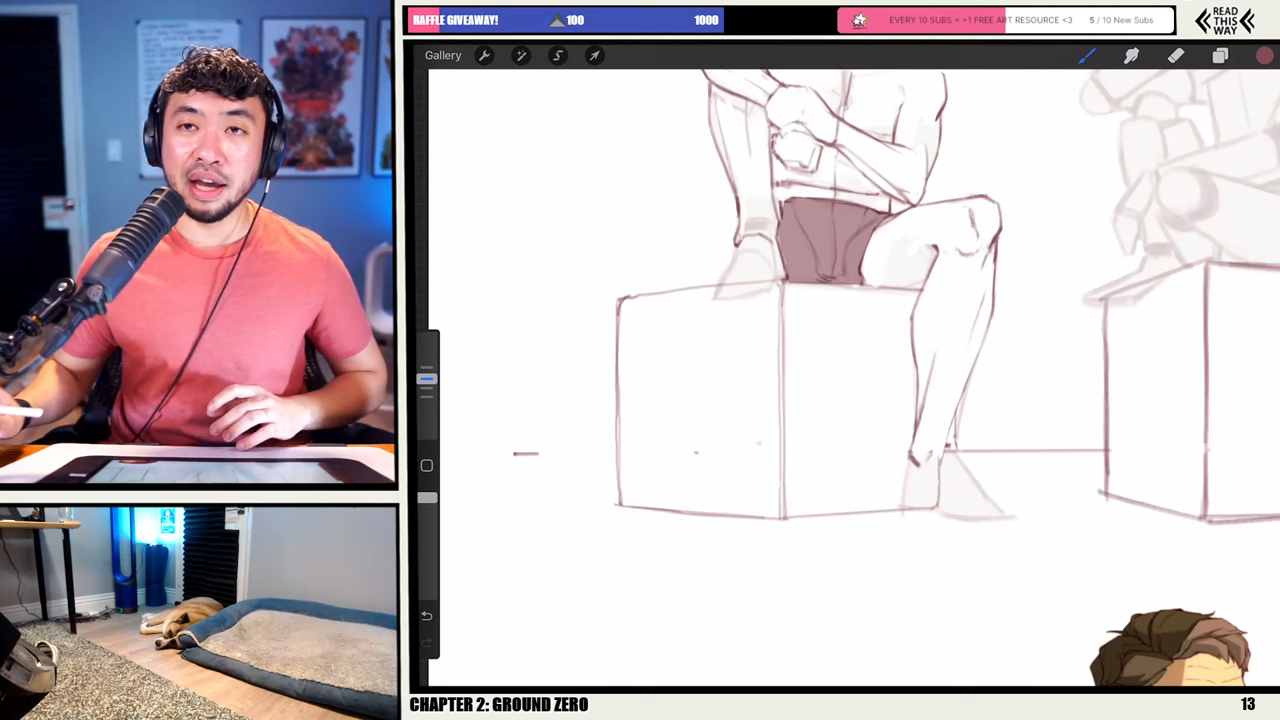 RAFFLE GIVEAWAY! 100 1000
EVERY 10 SUBS = +1 FREE ART RESOURCE <3 5 / 10 New Subs
READ
THIS
WAY
Gallery
CHAPTER 2: GROUND ZERO 13